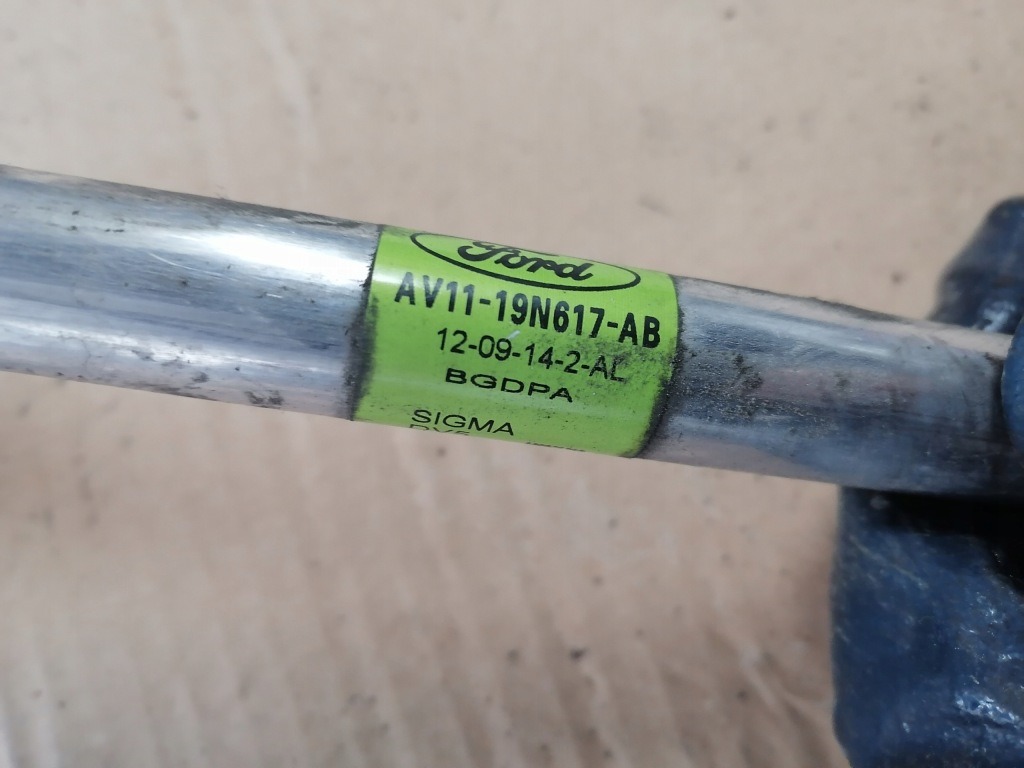 Ford
AV11-19N617-AB
12-09-14-2-AL
BGDPA
SIGMA